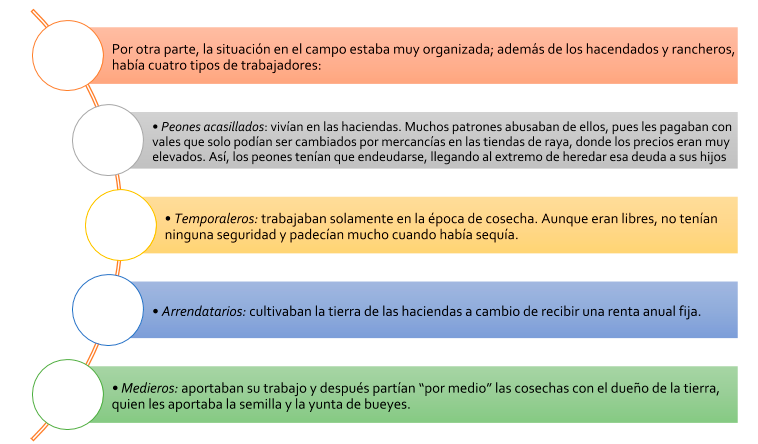 Por otra parte, la situación en el campo estaba muy organizada; además de los hacendados y rancheros,
había cuatro tipos de trabajadores:
• Peones acasillados: vivían en las haciendas. Muchos patrones abusaban de ellos, pues les pagaban con
vales que solo podían ser cambiados por mercancías en las tiendas de raya, donde los precios eran muy
elevados. Así, los peones tenían que endeudarse, llegando al extremo de heredar esa deuda a sus hijos
• Temporaleros: trabajaban solamente en la época de cosecha. Aunque eran libres, no tenían
ninguna seguridad y padecían mucho cuando había sequía.
• Arrendatarios: cultivaban la tierra de las haciendas a cambio de recibir una renta anual fija.
• Medieros: aportaban su trabajo y después partían “por medio” las cosechas con el dueño de la tierra,
quien les aportaba la semilla y la yunta de bueyes.